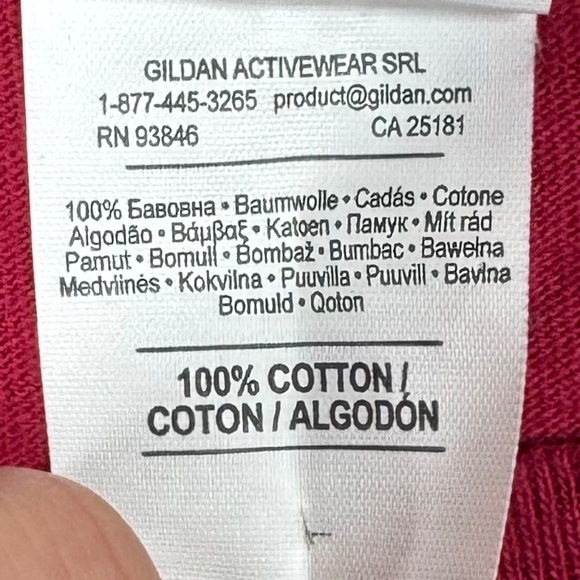 GILDAN ACTIVEWEAR SRL
1-877-445-3265 product@gildan.com
RN 93846 CA 25181
100% Бавовна • Baumwolle • Cadás • Cotone
Algodão • Βάμβαξ • Katoen • Памук • Mít rád
Pamut • Bomull • Bombaž • Bumbac • Bawełna
Medvilnės • Kokvilna • Puuvilla • Puuvill • Bavlna
Bomuld • Qoton
100% COTTON /
COTON / ALGODÓN